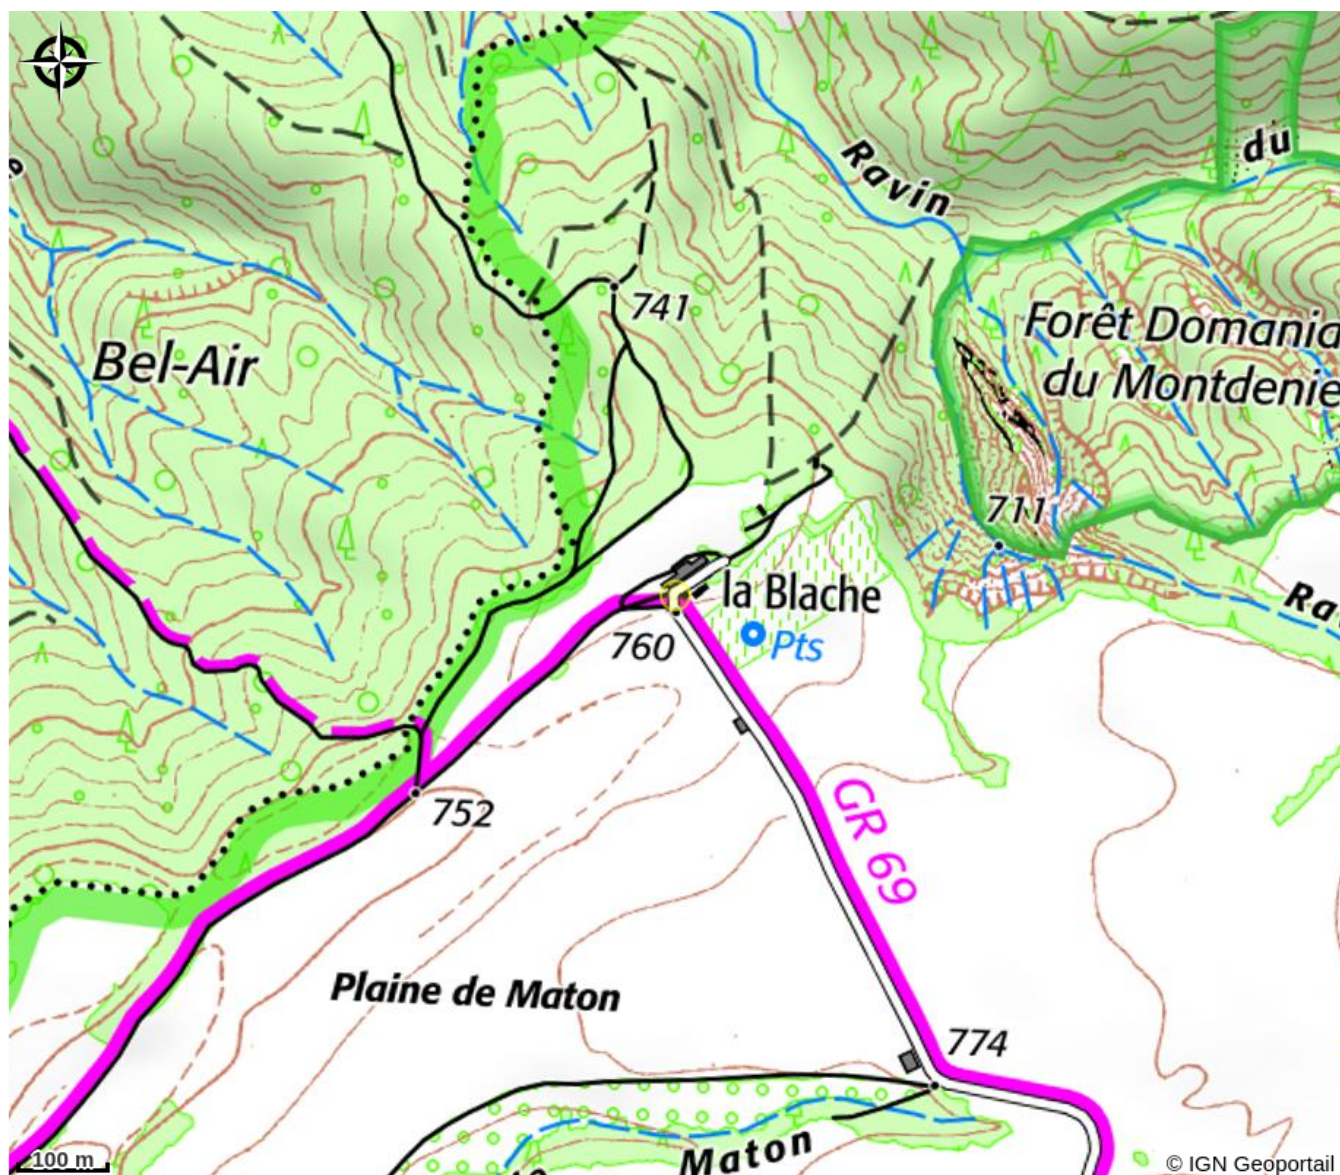 Ravin
du
741
Forêt Domania
du Montdenie
Bel-Air
711
la Blache
Ra
760
Pts
GR 69
752
Plaine de Maton
774
Maton
100 m
© IGN Geoportail